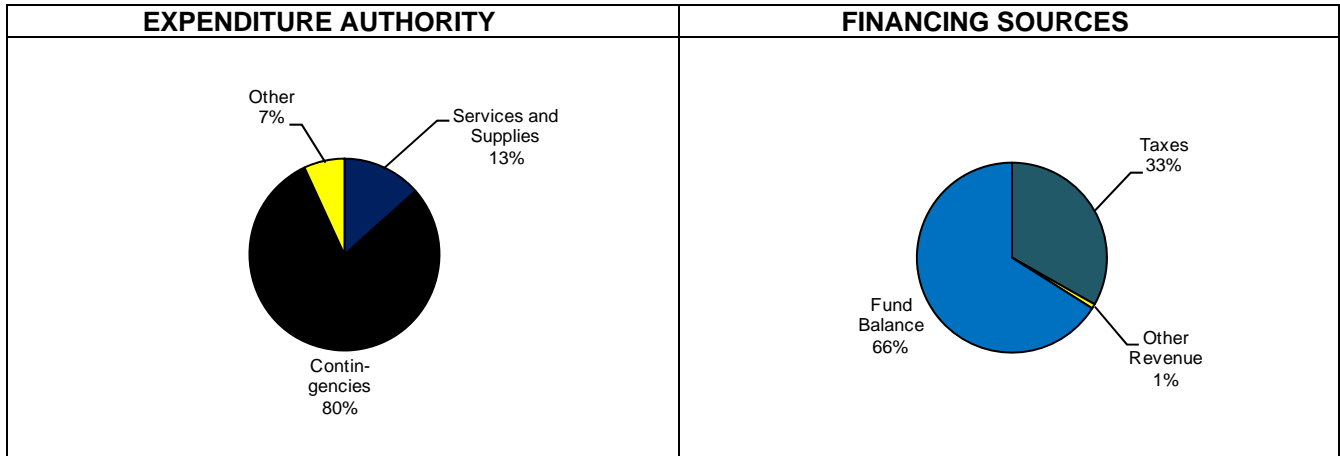 EXPENDITURE AUTHORITY
Other
7%
Services and
Supplies
13%
Contin-
gencies
80%
FINANCING SOURCES
Taxes
33%
Fund
Balance
66%
Other
Revenue
1%